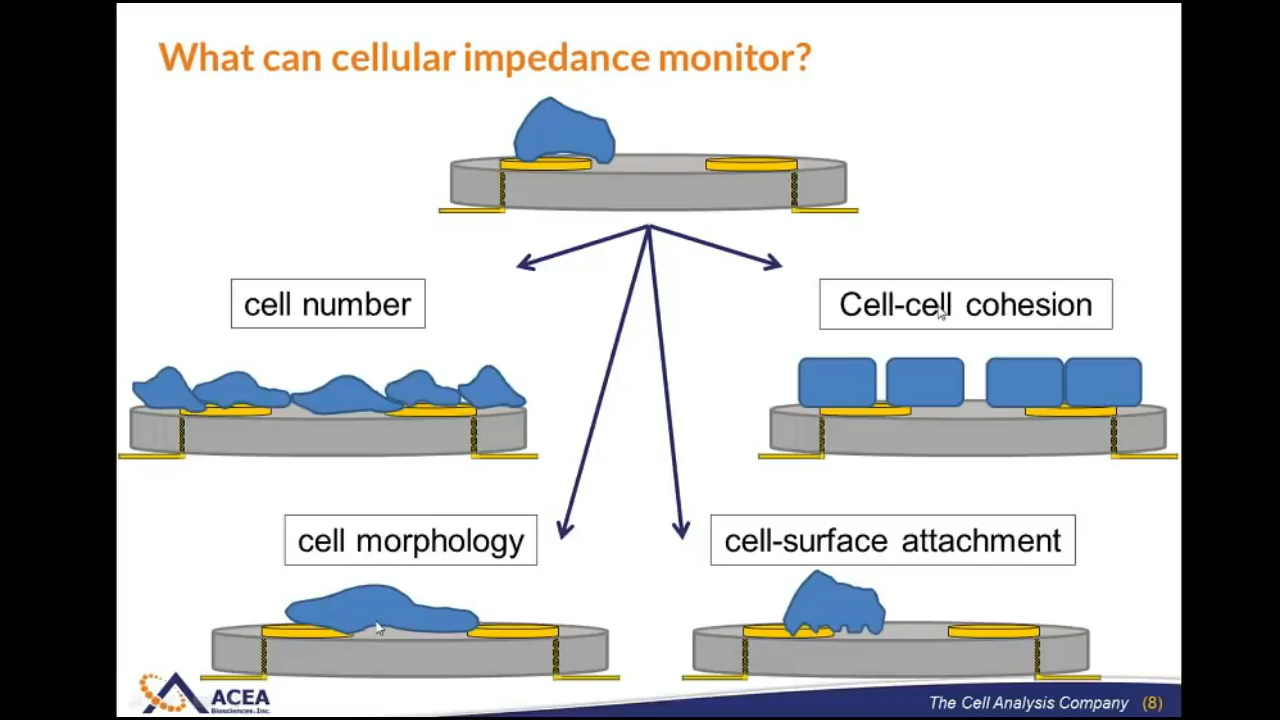 What can cellular impedance monitor?
cell number
Cell-cell cohesion
cell morphology
cell-surface attachment
ACEA
Biosciences, Inc.
The Cell Analysis Company (8)